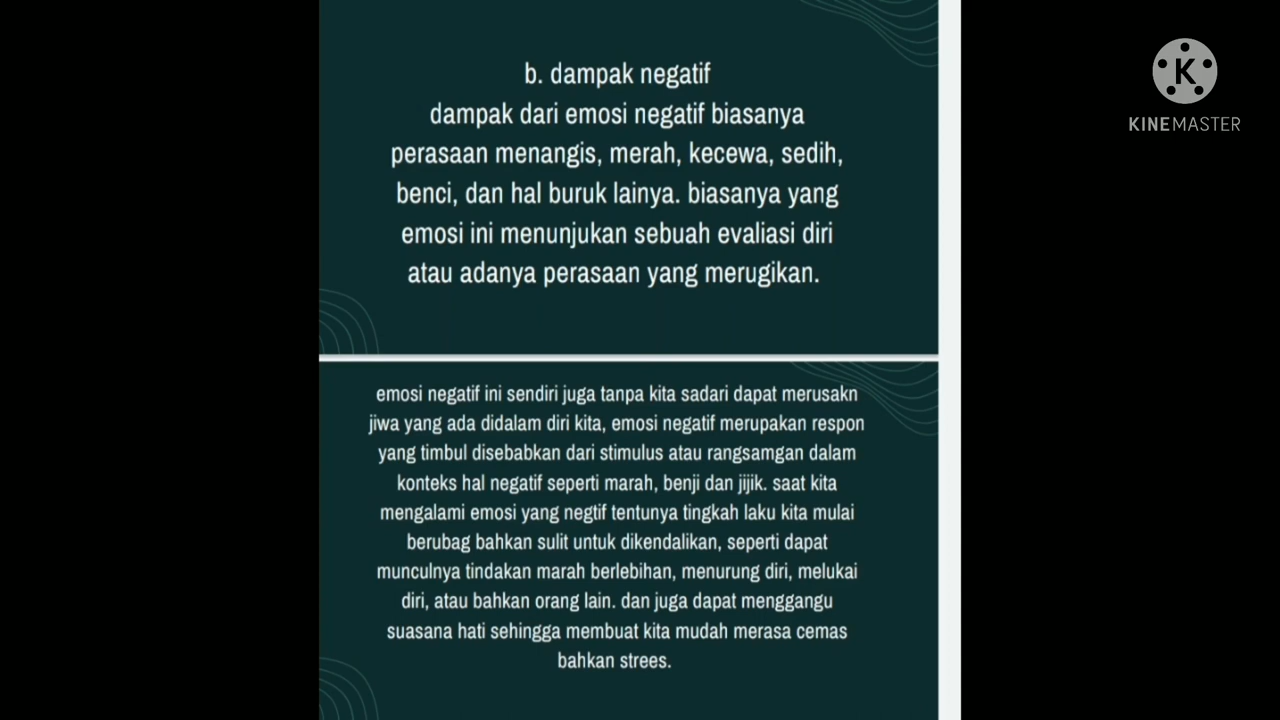 b. dampak negatif
dampak dari emosi negatif biasanya
perasaan menangis, merah, kecewa, sedih,
benci, dan hal buruk lainya. biasanya yang
emosi ini menunjukan sebuah evaliasi diri
atau adanya perasaan yang merugikan.
emosi negatif ini sendiri juga tanpa kita sadari dapat merusakn
jiwa yang ada didalam diri kita, emosi negatif merupakan respon
yang timbul disebabkan dari stimulus atau rangsamgan dalam
konteks hal negatif seperti marah, benji dan jijik. saat kita
mengalami emosi yang negtif tentunya tingkah laku kita mulai
berubag bahkan sulit untuk dikendalikan, seperti dapat
munculnya tindakan marah berlebihan, menurung diri, melukai
diri, atau bahkan orang lain. dan juga dapat menggangu
suasana hati sehingga membuat kita mudah merasa cemas
bahkan strees.
K
KINEMASTER